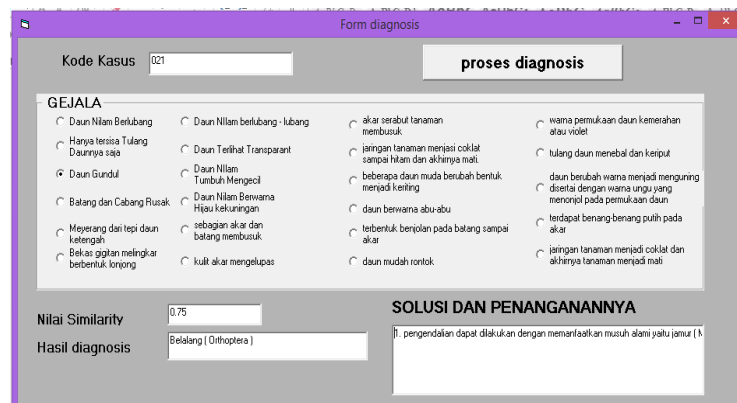 Form diagnosis
Kode Kasus
021
proses diagnosis
GEJALA
Daun Nilam Berlubang
Hanya tersisa Tulang
Daunnya saja
Daun Gundul
Batang dan Cabang Rusak
Meyerang dari tepi daun
ketengah
Bekas gigitan melingkar
berbentuk lonjong
Daun NIlam berlubang - lubang
Daun Terlihat Transparant
Daun NIlam
Tumbuh Mengecil
Daun Nilam Berwarna
Hijau kekuningan
sebagian akar dan
batang membusuk
kulit akar mengelupas
akar serabut tanaman
membusuk
jaringan tanaman menjasi coklat
sampai hitam dan akhirnya mati.
beberapa daun muda berubah bentuk
menjadi keriting
daun berwarna abu-abu
terbentuk benjolan pada batang sampai
akar
daun mudah rontok
warna permukaan daun kemerahan
atau violet
tulang daun menebal dan keriput
daun berubah warna menjadi menguning
disertai dengan warna ungu yang
menonjol pada permukaan daun
terdapat benang-benang putih pada
akar
jaringan tanaman menjadi coklat dan
akhirnya tanaman menjadi mati
Nilai Similarity
0.75
Hasil diagnosis
Belalang ( Orthoptera )
SOLUSI DAN PENANGANANNYA
1. pengendalian dapat dilakukan dengan memanfaatkan musuh alami yaitu jamur (